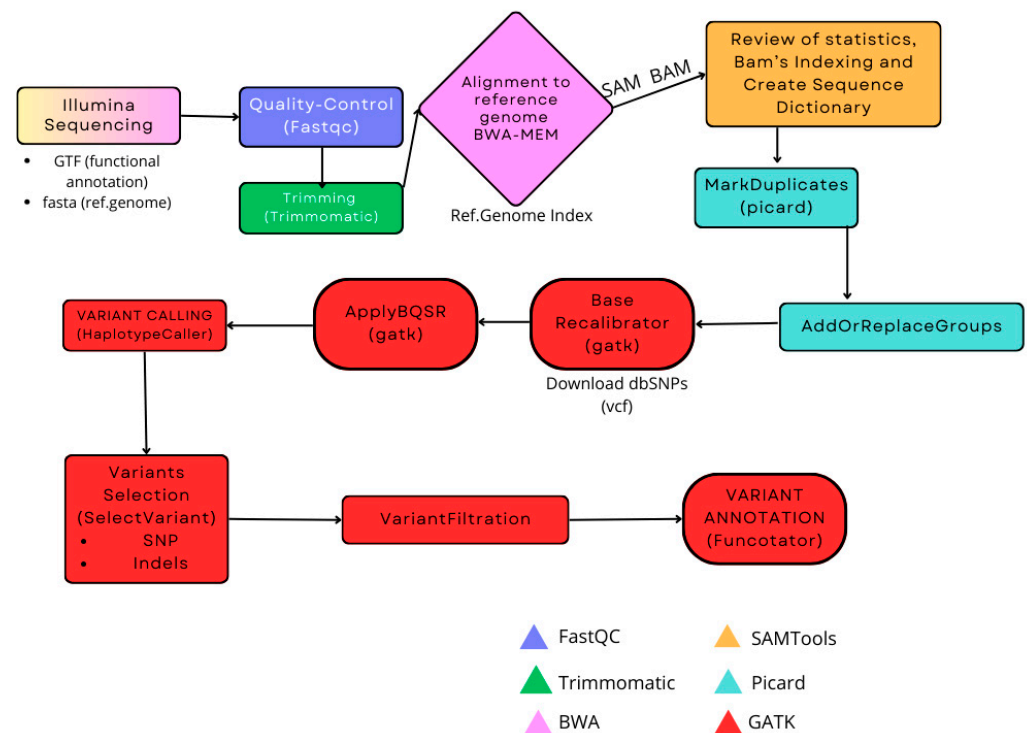 Illumina
Sequencing
GTF (functional
annotation)
fasta (ref.genome)
Quality-Control
(Fastqc)
Trimming
(Trimmomatic)
Alignment to
reference
genome
BWA-MEM
Ref.Genome Index
SAM BAM
Review of statistics,
Bam's Indexing and
Create Sequence
Dictionary
MarkDuplicates
(picard)
AddOrReplaceGroups
Base
Recalibrator
(gatk)
Download dbSNPs
(vcf)
ApplyBQSR
(gatk)
VARIANT CALLING
(HaplotypeCaller)
Variants
Selection
(SelectVariant)
SNP
Indels
VariantFiltration
VARIANT
ANNOTATION
(Funcotator)
FastQC
SAMTools
Trimmomatic
Picard
BWA
GATK